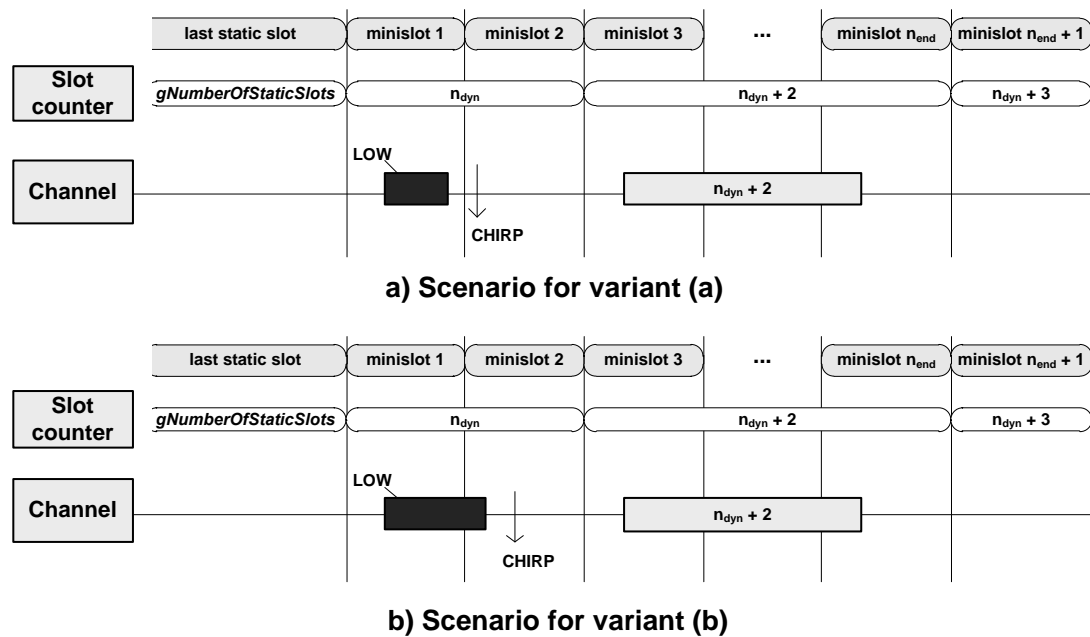 last static slot minislot 1 minislot 2 minislot 3 ... minislot nend minislot nend + 1
Slot
counter
gNumberOfStaticSlots ndyn ndyn + 2 ndyn + 3
LOW
Channel
ndyn + 2
CHIRP
a) Scenario for variant (a)
last static slot minislot 1 minislot 2 minislot 3 ... minislot nend minislot nend + 1
Slot
counter
gNumberOfStaticSlots ndyn ndyn + 2 ndyn + 3
LOW
Channel
ndyn + 2
CHIRP
b) Scenario for variant (b)